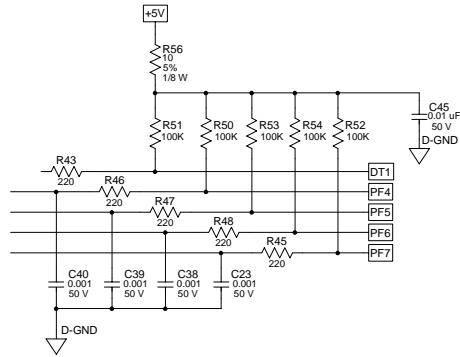 +5V
R56
10
5%
1/8 W
R51
100K
R50
100K
R53
100K
R54
100K
R52
100K
C45
0.01 uF
50 V
D-GND
R43
220
DT1
R46
220
PF4
R47
220
PF5
R48
220
PF6
R45
220
PF7
C40
0.001
50 V
C39
0.001
50 V
C38
0.001
50 V
C23
0.001
50 V
D-GND